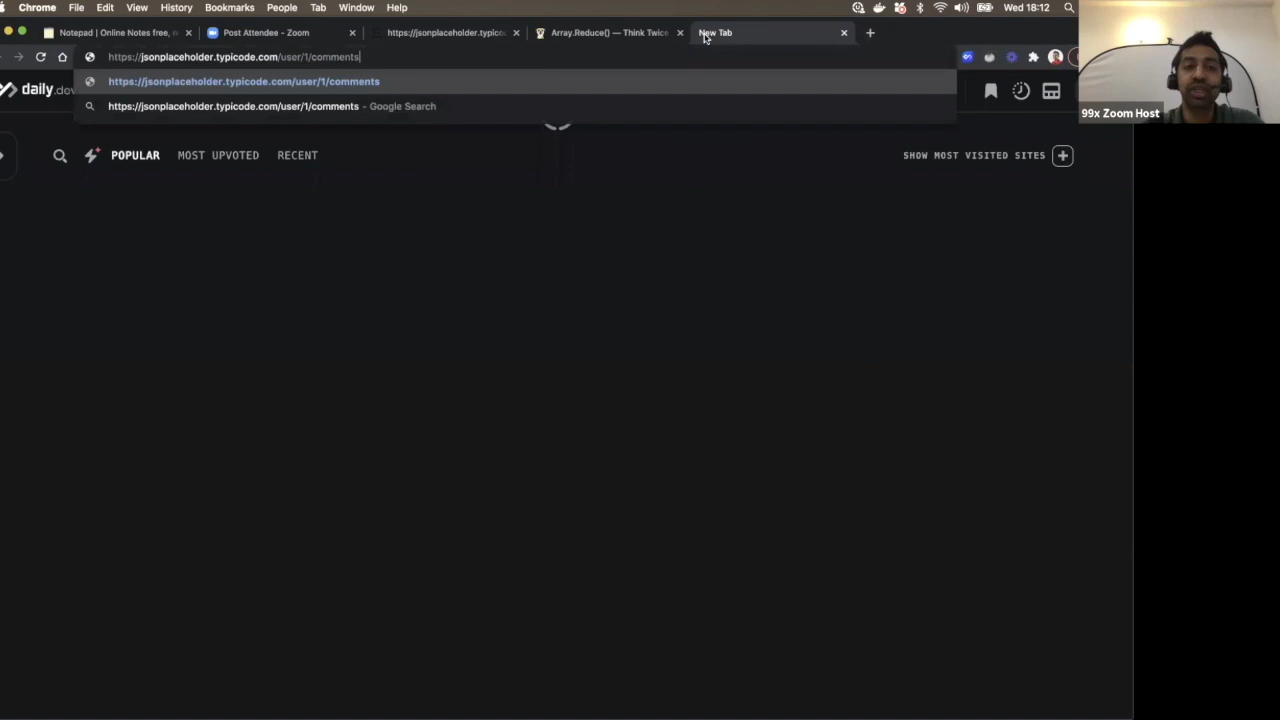 Chrome File Edit View History Bookmarks People Tab Window Help Wed 18:12
Notepad | Online Notes free, n Post Attendee - Zoom https://jsonplaceholder.typico Array.Reduce() — Think Twice New Tab
https://jsonplaceholder.typicode.com/user/1/comments
daily.dev
https://jsonplaceholder.typicode.com/user/1/comments
https://jsonplaceholder.typicode.com/user/1/comments - Google Search
99x Zoom Host
POPULAR MOST UPVOTED RECENT SHOW MOST VISITED SITES